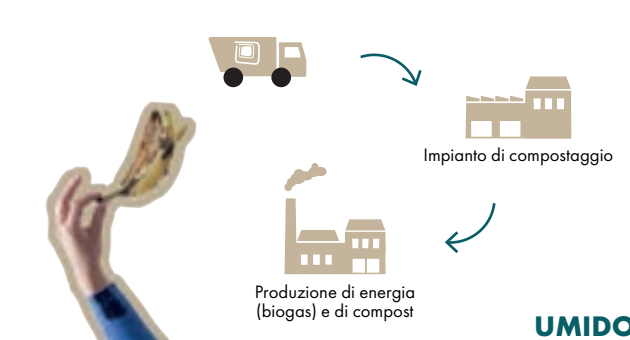 Impianto di compostaggio
Produzione di energia
(biogas) e di compost
UMIDO